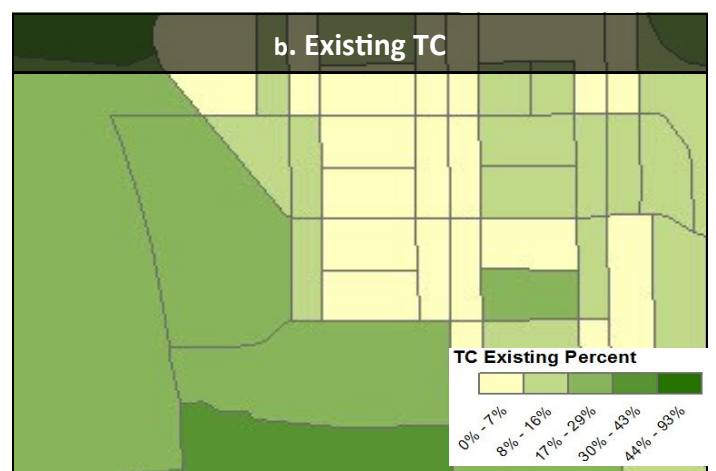 b. Existing TC
TC Existing Percent
0% - 7%
8% - 16%
17% - 29%
30% - 43%
44% - 93%